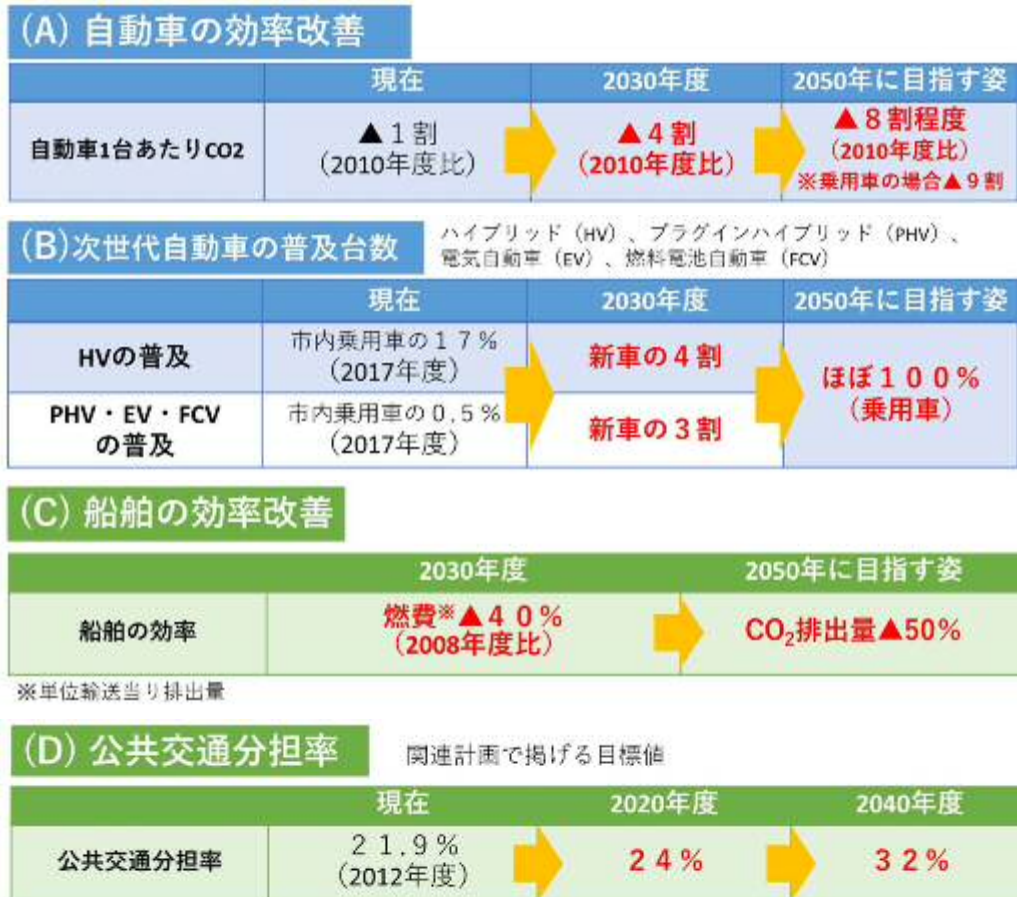 (A) 自動車の効率改善
現在 2030年度 2050年に目指す姿
自動車1台あたりCO2
▲１割
(2010年度比)
▲４割
(2010年度比)
▲８割程度
(2010年度比)
※乗用車の場合▲９割
(B)次世代自動車の普及台数
ハイブリッド（HV）、プラグインハイブリッド（PHV）、
電気自動車（EV）、燃料電池自動車（FCV）
現在 2030年度 2050年に目指す姿
HVの普及
市内乗用車の１７％
(2017年度)
新車の４割
ほぼ１００％
(乗用車)
PHV・EV・FCV
の普及
市内乗用車の０.５％
(2017年度)
新車の３割
(C) 船舶の効率改善
2030年度 2050年に目指す姿
船舶の効率
燃費※▲４０％
(2008年度比)
CO₂排出量▲50％
※単位輸送当り排出量
(D) 公共交通分担率
関連計画で掲げる目標値
現在 2020年度 2040年度
公共交通分担率
２１.９％
(2012年度)
２４％
３２％